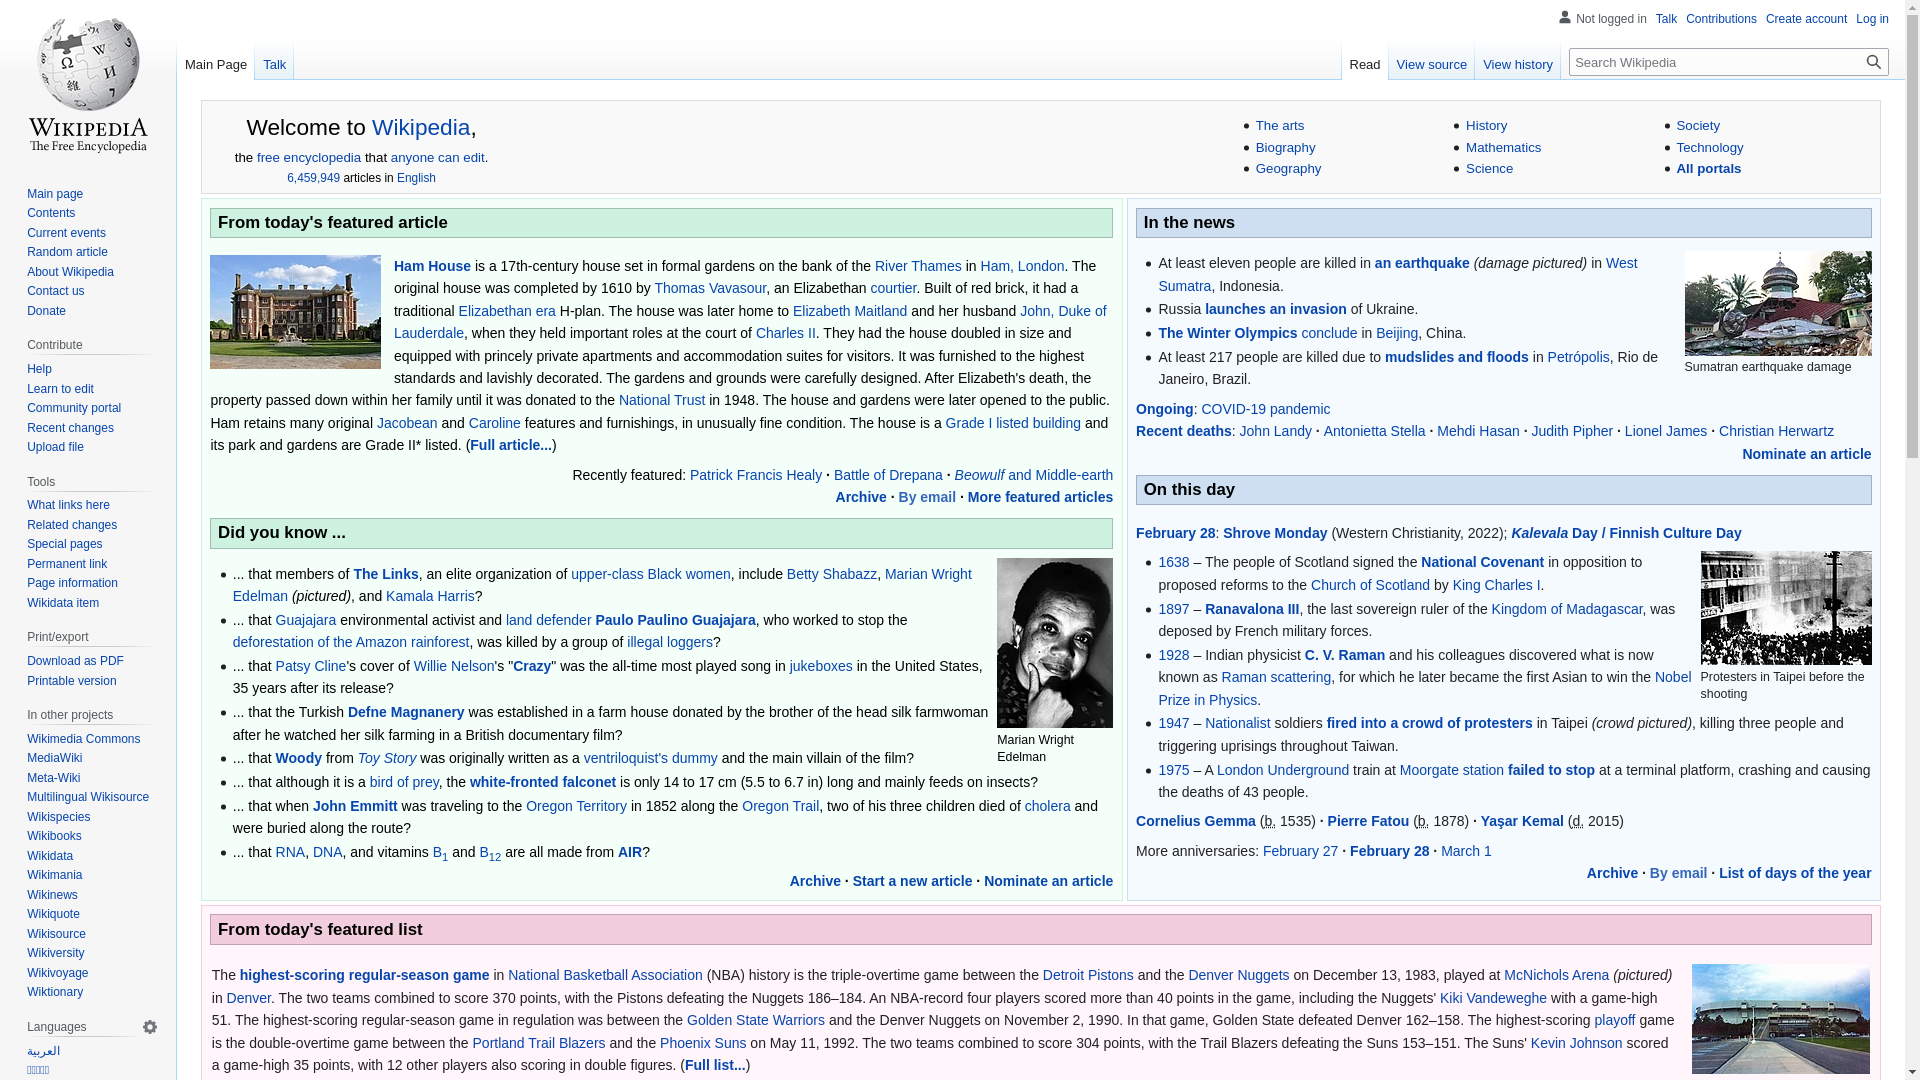 Not logged in Talk Contributions Create account Log in
Main Page Talk
Read View source View history Search Wikipedia
WIKIPEDIA
The Free Encyclopedia
Main page
Contents
Current events
Random article
About Wikipedia
Contact us
Donate
Contribute
Help
Learn to edit
Community portal
Recent changes
Upload file
Tools
What links here
Related changes
Special pages
Permanent link
Page information
Wikidata item
Print/export
Download as PDF
Printable version
In other projects
Wikimedia Commons
MediaWiki
Meta-Wiki
Multilingual Wikisource
Wikispecies
Wikibooks
Wikidata
Wikimania
Wikinews
Wikiquote
Wikisource
Wikiversity
Wikivoyage
Wiktionary
Languages
العربية
Welcome to Wikipedia,
the free encyclopedia that anyone can edit.
6,459,949 articles in English
The arts
Biography
Geography
History
Mathematics
Science
Society
Technology
All portals
From today's featured article
Ham House is a 17th-century house set in formal gardens on the bank of the River Thames in Ham, London. The
original house was completed by 1610 by Thomas Vavasour, an Elizabethan courtier. Built of red brick, it had a
traditional Elizabethan era H-plan. The house was later home to Elizabeth Maitland and her husband John, Duke of
Lauderdale, when they held important roles at the court of Charles II. They had the house doubled in size and
equipped with princely private apartments and accommodation suites for visitors. It was furnished to the highest
standards and lavishly decorated. The gardens and grounds were carefully designed. After Elizabeth's death, the
property passed down within her family until it was donated to the National Trust in 1948. The house and gardens were later opened to the public.
Ham retains many original Jacobean and Caroline features and furnishings, in unusually fine condition. The house is a Grade I listed building and
its park and gardens are Grade II* listed. (Full article...)
Recently featured: Patrick Francis Healy · Battle of Drepana · Beowulf and Middle-earth
Archive · By email · More featured articles
Did you know ...
... that members of The Links, an elite organization of upper-class Black women, include Betty Shabazz, Marian Wright
Edelman (pictured), and Kamala Harris?
... that Guajajara environmental activist and land defender Paulo Paulino Guajajara, who worked to stop the
deforestation of the Amazon rainforest, was killed by a group of illegal loggers?
... that Patsy Cline's cover of Willie Nelson's "Crazy" was the all-time most played song in jukeboxes in the United States,
35 years after its release?
... that the Turkish Defne Magnanery was established in a farm house donated by the brother of the head silk farmwoman
after he watched her silk farming in a British documentary film?
... that Woody from Toy Story was originally written as a ventriloquist's dummy and the main villain of the film?
... that although it is a bird of prey, the white-fronted falconet is only 14 to 17 cm (5.5 to 6.7 in) long and mainly feeds on insects?
... that when John Emmitt was traveling to the Oregon Territory in 1852 along the Oregon Trail, two of his three children died of cholera and
were buried along the route?
... that RNA, DNA, and vitamins B1 and B12 are all made from AIR?
Marian Wright
Edelman
Archive · Start a new article · Nominate an article
In the news
At least eleven people are killed in an earthquake (damage pictured) in West
Sumatra, Indonesia.
Russia launches an invasion of Ukraine.
The Winter Olympics conclude in Beijing, China.
At least 217 people are killed due to mudslides and floods in Petrópolis, Rio de
Janeiro, Brazil.
Sumatran earthquake damage
Ongoing: COVID-19 pandemic
Recent deaths: John Landy · Antonietta Stella · Mehdi Hasan · Judith Pipher · Lionel James · Christian Herwartz
Nominate an article
On this day
February 28: Shrove Monday (Western Christianity, 2022); Kalevala Day / Finnish Culture Day
1638 – The people of Scotland signed the National Covenant in opposition to
proposed reforms to the Church of Scotland by King Charles I.
1897 – Ranavalona III, the last sovereign ruler of the Kingdom of Madagascar, was
deposed by French military forces.
1928 – Indian physicist C. V. Raman and his colleagues discovered what is now
known as Raman scattering, for which he later became the first Asian to win the Nobel
Prize in Physics.
1947 – Nationalist soldiers fired into a crowd of protesters in Taipei (crowd pictured), killing three people and
triggering uprisings throughout Taiwan.
1975 – A London Underground train at Moorgate station failed to stop at a terminal platform, crashing and causing
the deaths of 43 people.
Protesters in Taipei before the
shooting
Cornelius Gemma (b. 1535) · Pierre Fatou (b. 1878) · Yaşar Kemal (d. 2015)
More anniversaries: February 27 · February 28 · March 1
Archive · By email · List of days of the year
From today's featured list
The highest-scoring regular-season game in National Basketball Association (NBA) history is the triple-overtime game between the Detroit Pistons and the Denver Nuggets on December 13, 1983, played at McNichols Arena (pictured)
in Denver. The two teams combined to score 370 points, with the Pistons defeating the Nuggets 186–184. An NBA-record four players scored more than 40 points in the game, including the Nuggets' Kiki Vandeweghe with a game-high
51. The highest-scoring regular-season game in regulation was between the Golden State Warriors and the Denver Nuggets on November 2, 1990. In that game, Golden State defeated Denver 162–158. The highest-scoring playoff game
is the double-overtime game between the Portland Trail Blazers and the Phoenix Suns on May 11, 1992. The two teams combined to score 304 points, with the Trail Blazers defeating the Suns 153–151. The Suns' Kevin Johnson scored
a game-high 35 points, with 12 other players also scoring in double figures. (Full list...)